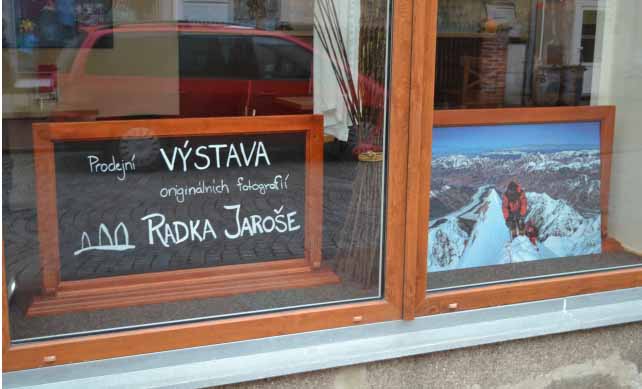 Prodejní VÝSTAVA
originálních fotografií
RADKA JAROŠE